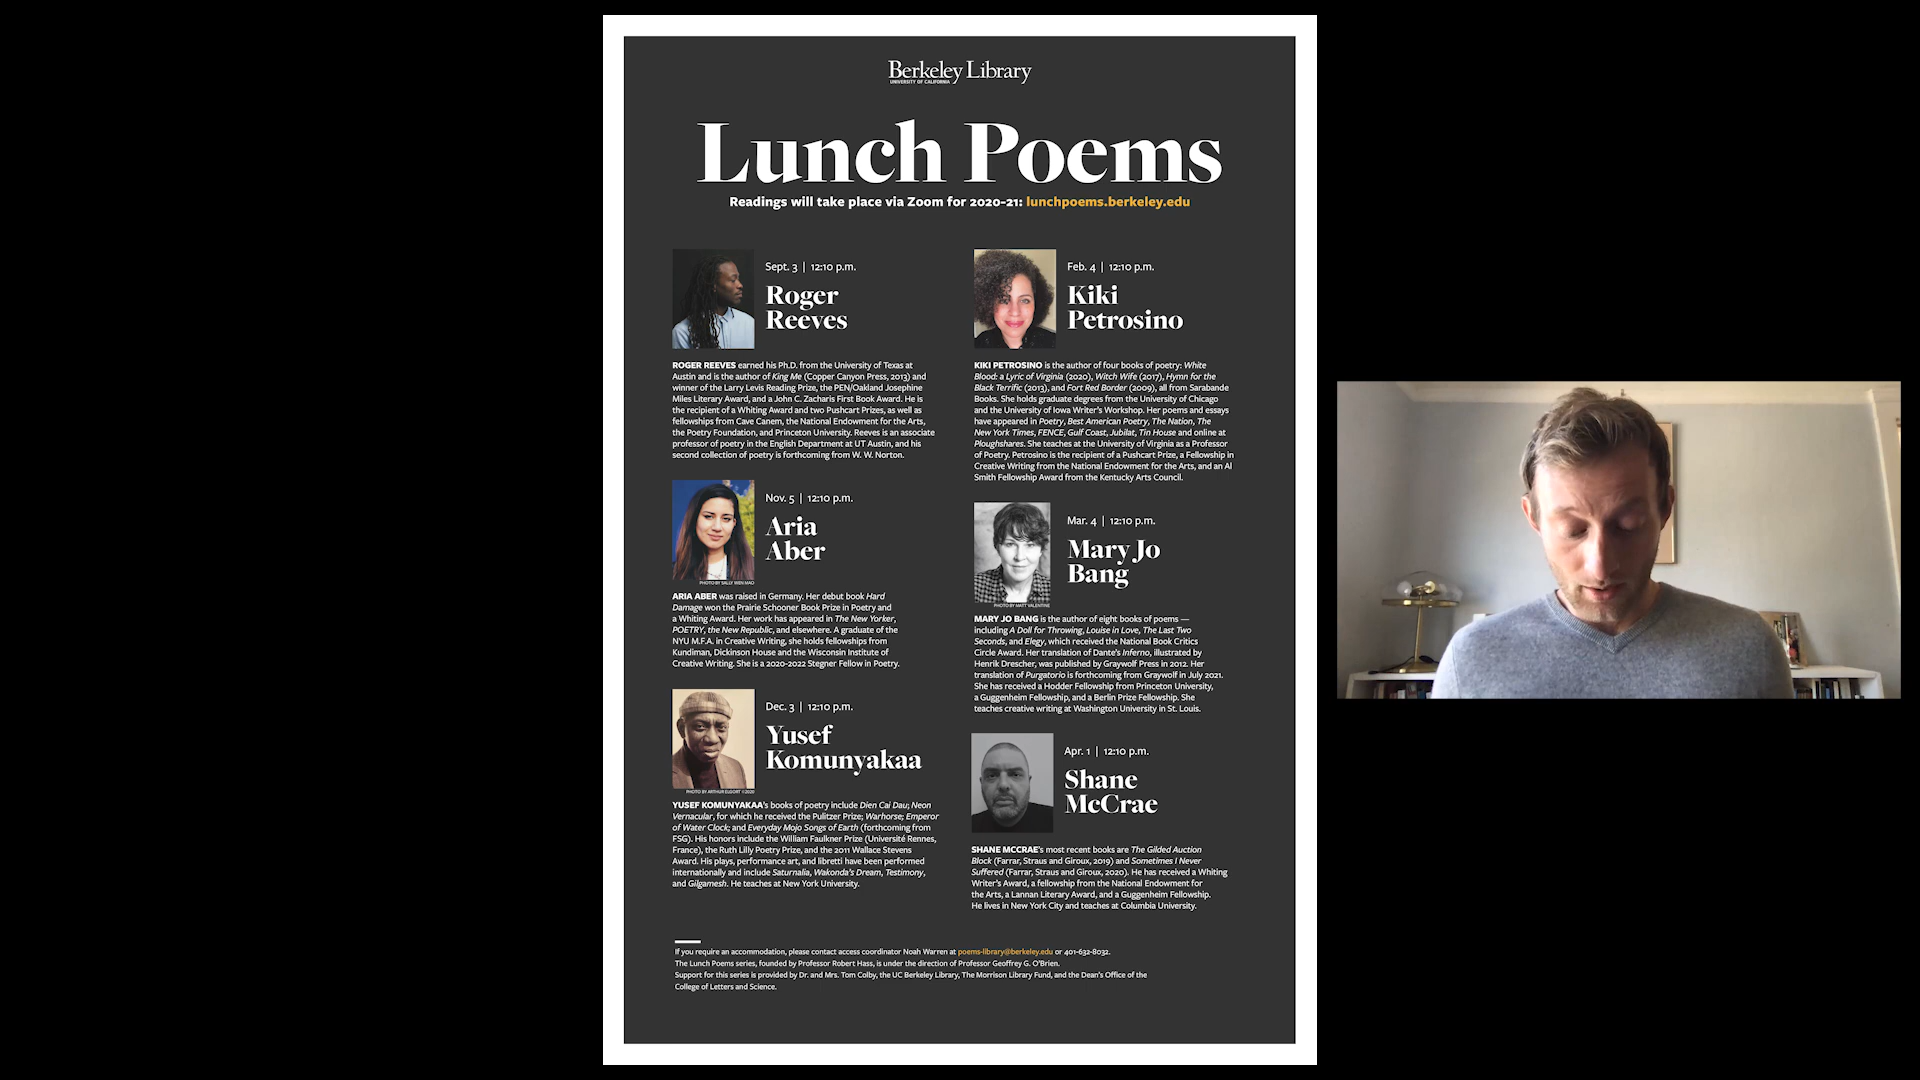 Berkeley Library
UNIVERSITY OF CALIFORNIA
Lunch Poems
Readings will take place via Zoom for 2020-21: lunchpoems.berkeley.edu
Sept. 3 | 12:10 p.m.
Roger
Reeves
ROGER REEVES earned his Ph.D. from the University of Texas at
Austin and is the author of King Me (Copper Canyon Press, 2013) and
winner of the Larry Levis Reading Prize, the PEN/Oakland Josephine
Miles Literary Award, and a John C. Zacharis First Book Award. He is
the recipient of a Whiting Award and two Pushcart Prizes, as well as
fellowships from Cave Canem, the National Endowment for the Arts,
the Poetry Foundation, and Princeton University. Reeves is an associate
professor of poetry in the English Department at UT Austin, and his
second collection of poetry is forthcoming from W. W. Norton.
Nov. 5 | 12:10 p.m.
Aria
Aber
PHOTO BY SALLY WEN MAO
ARIA ABER was raised in Germany. Her debut book Hard
Damage won the Prairie Schooner Book Prize in Poetry and
a Whiting Award. Her work has appeared in The New Yorker,
POETRY, the New Republic, and elsewhere. A graduate of the
NYU M.F.A. in Creative Writing, she holds fellowships from
Kundiman, Dickinson House and the Wisconsin Institute of
Creative Writing. She is a 2020-2022 Stegner Fellow in Poetry.
Dec. 3 | 12:10 p.m.
Yusef
Komunyakaa
PHOTO BY ARTHUR ELGORT ©2020
YUSEF KOMUNYAKAA's books of poetry include Dien Cai Dau; Neon
Vernacular, for which he received the Pulitzer Prize; Warhorse; Emperor
of Water Clock; and Everyday Mojo Songs of Earth (forthcoming from
FSG). His honors include the William Faulkner Prize (Université Rennes,
France), the Ruth Lilly Poetry Prize, and the 2011 Wallace Stevens
Award. His plays, performance art, and libretti have been performed
internationally and include Saturnalia, Wakonda's Dream, Testimony,
and Gilgamesh. He teaches at New York University.
Feb. 4 | 12:10 p.m.
Kiki
Petrosino
KIKI PETROSINO is the author of four books of poetry: White
Blood: a Lyric of Virginia (2020), Witch Wife (2017), Hymn for the
Black Terrific (2013), and Fort Red Border (2009), all from Sarabande
Books. She holds graduate degrees from the University of Chicago
and the University of Iowa Writer's Workshop. Her poems and essays
have appeared in Poetry, Best American Poetry, The Nation, The
New York Times, FENCE, Gulf Coast, Jubilat, Tin House and online at
Ploughshares. She teaches at the University of Virginia as a Professor
of Poetry. Petrosino is the recipient of a Pushcart Prize, a Fellowship in
Creative Writing from the National Endowment for the Arts, and an Al
Smith Fellowship Award from the Kentucky Arts Council.
Mar. 4 | 12:10 p.m.
Mary Jo
Bang
PHOTO BY MATT VALENTINE
MARY JO BANG is the author of eight books of poems —
including A Doll for Throwing, Louise in Love, The Last Two
Seconds, and Elegy, which received the National Book Critics
Circle Award. Her translation of Dante's Inferno, illustrated by
Henrik Drescher, was published by Graywolf Press in 2012. Her
translation of Purgatorio is forthcoming from Graywolf in July 2021.
She has received a Hodder Fellowship from Princeton University,
a Guggenheim Fellowship, and a Berlin Prize Fellowship. She
teaches creative writing at Washington University in St. Louis.
Apr. 1 | 12:10 p.m.
Shane
McCrae
SHANE MCCRAE's most recent books are The Gilded Auction
Block (Farrar, Straus and Giroux, 2019) and Sometimes I Never
Suffered (Farrar, Straus and Giroux, 2020). He has received a Whiting
Writer's Award, a fellowship from the National Endowment for
the Arts, a Lannan Literary Award, and a Guggenheim Fellowship.
He lives in New York City and teaches at Columbia University.
If you require an accommodation, please contact access coordinator Noah Warren at poems-library@berkeley.edu or 401-632-8032.
The Lunch Poems series, founded by Professor Robert Hass, is under the direction of Professor Geoffrey G. O'Brien.
Support for this series is provided by Dr. and Mrs. Tom Colby, the UC Berkeley Library, The Morrison Library Fund, and the Dean's Office of the
College of Letters and Science.